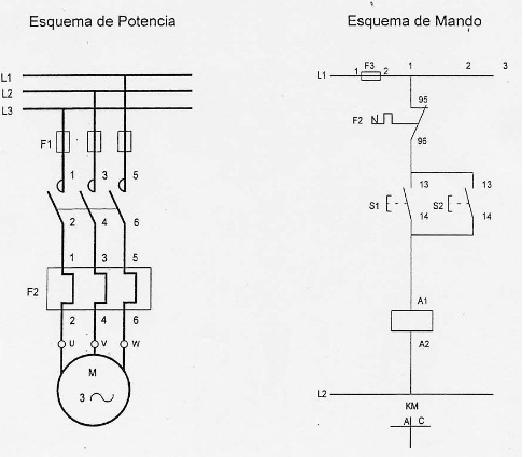 Esquema de Potencia
L1
L2
L3
F1
1 3 5
2 4 6
1 3 5
F2
2 4 6
U V W
M
3
Esquema de Mando
L1 1 F3 2 1 2 3
95
F2
96
13 13
S1 S2
14 14
A1
A2
L2
KM
A C